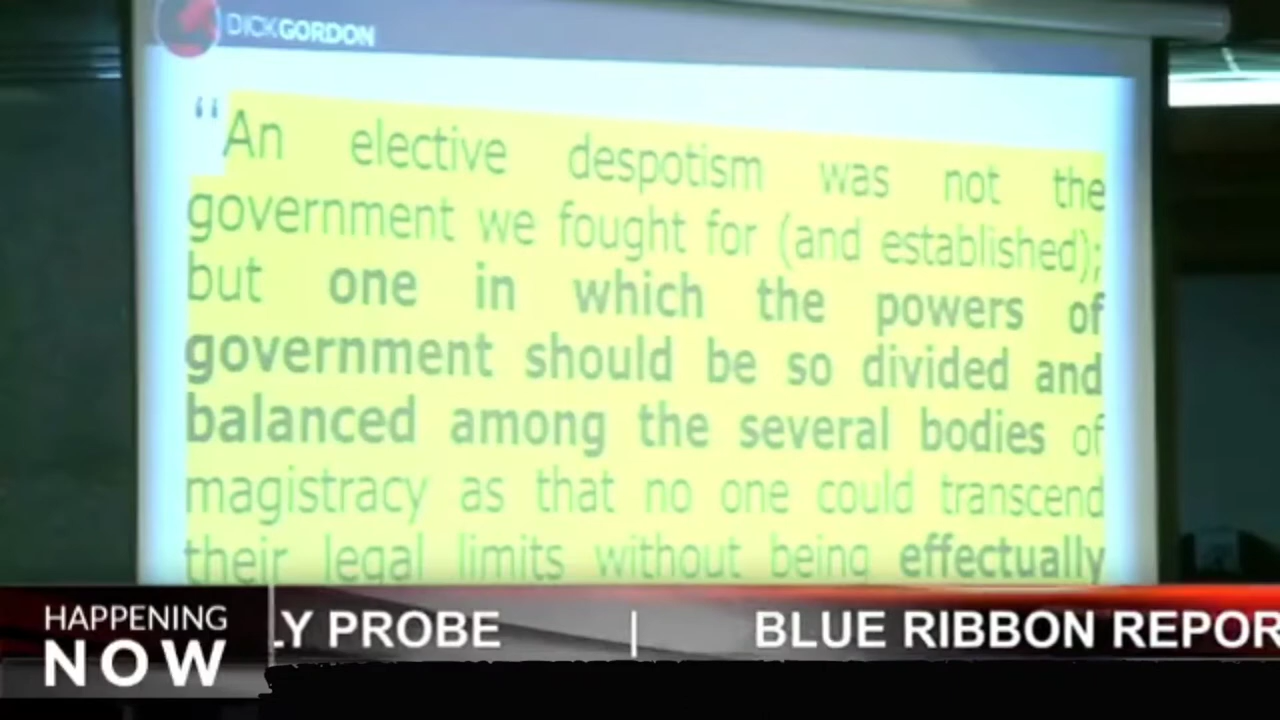 DICKGORDON
“An elective despotism was not the
government we fought for (and established);
but one in which the powers of
government should be so divided and
balanced among the several bodies of
magistracy as that no one could transcend
their legal limits without being effectually
HAPPENING
NOW
LY PROBE | BLUE RIBBON REPOR